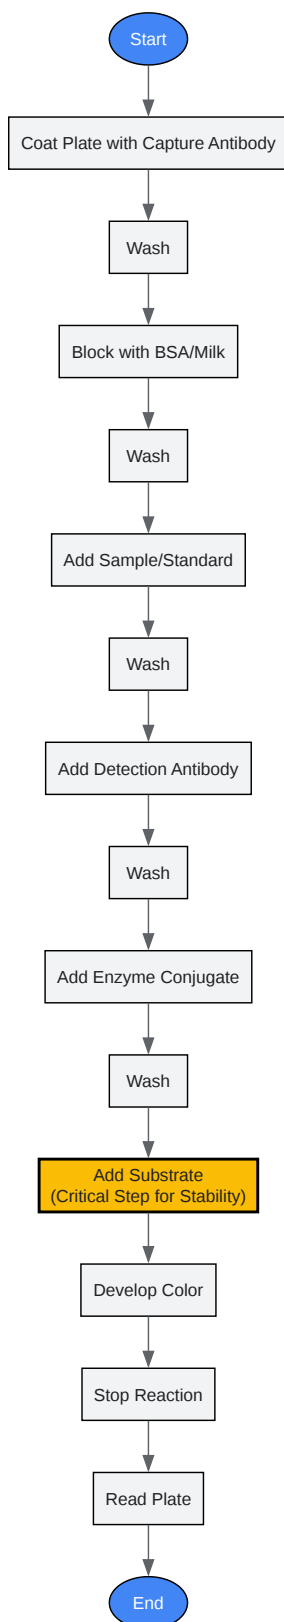 Start
Coat Plate with Capture Antibody
Wash
Block with BSA/Milk
Wash
Add Sample/Standard
Wash
Add Detection Antibody
Wash
Add Enzyme Conjugate
Wash
Add Substrate
(Critical Step for Stability)
Develop Color
Stop Reaction
Read Plate
End